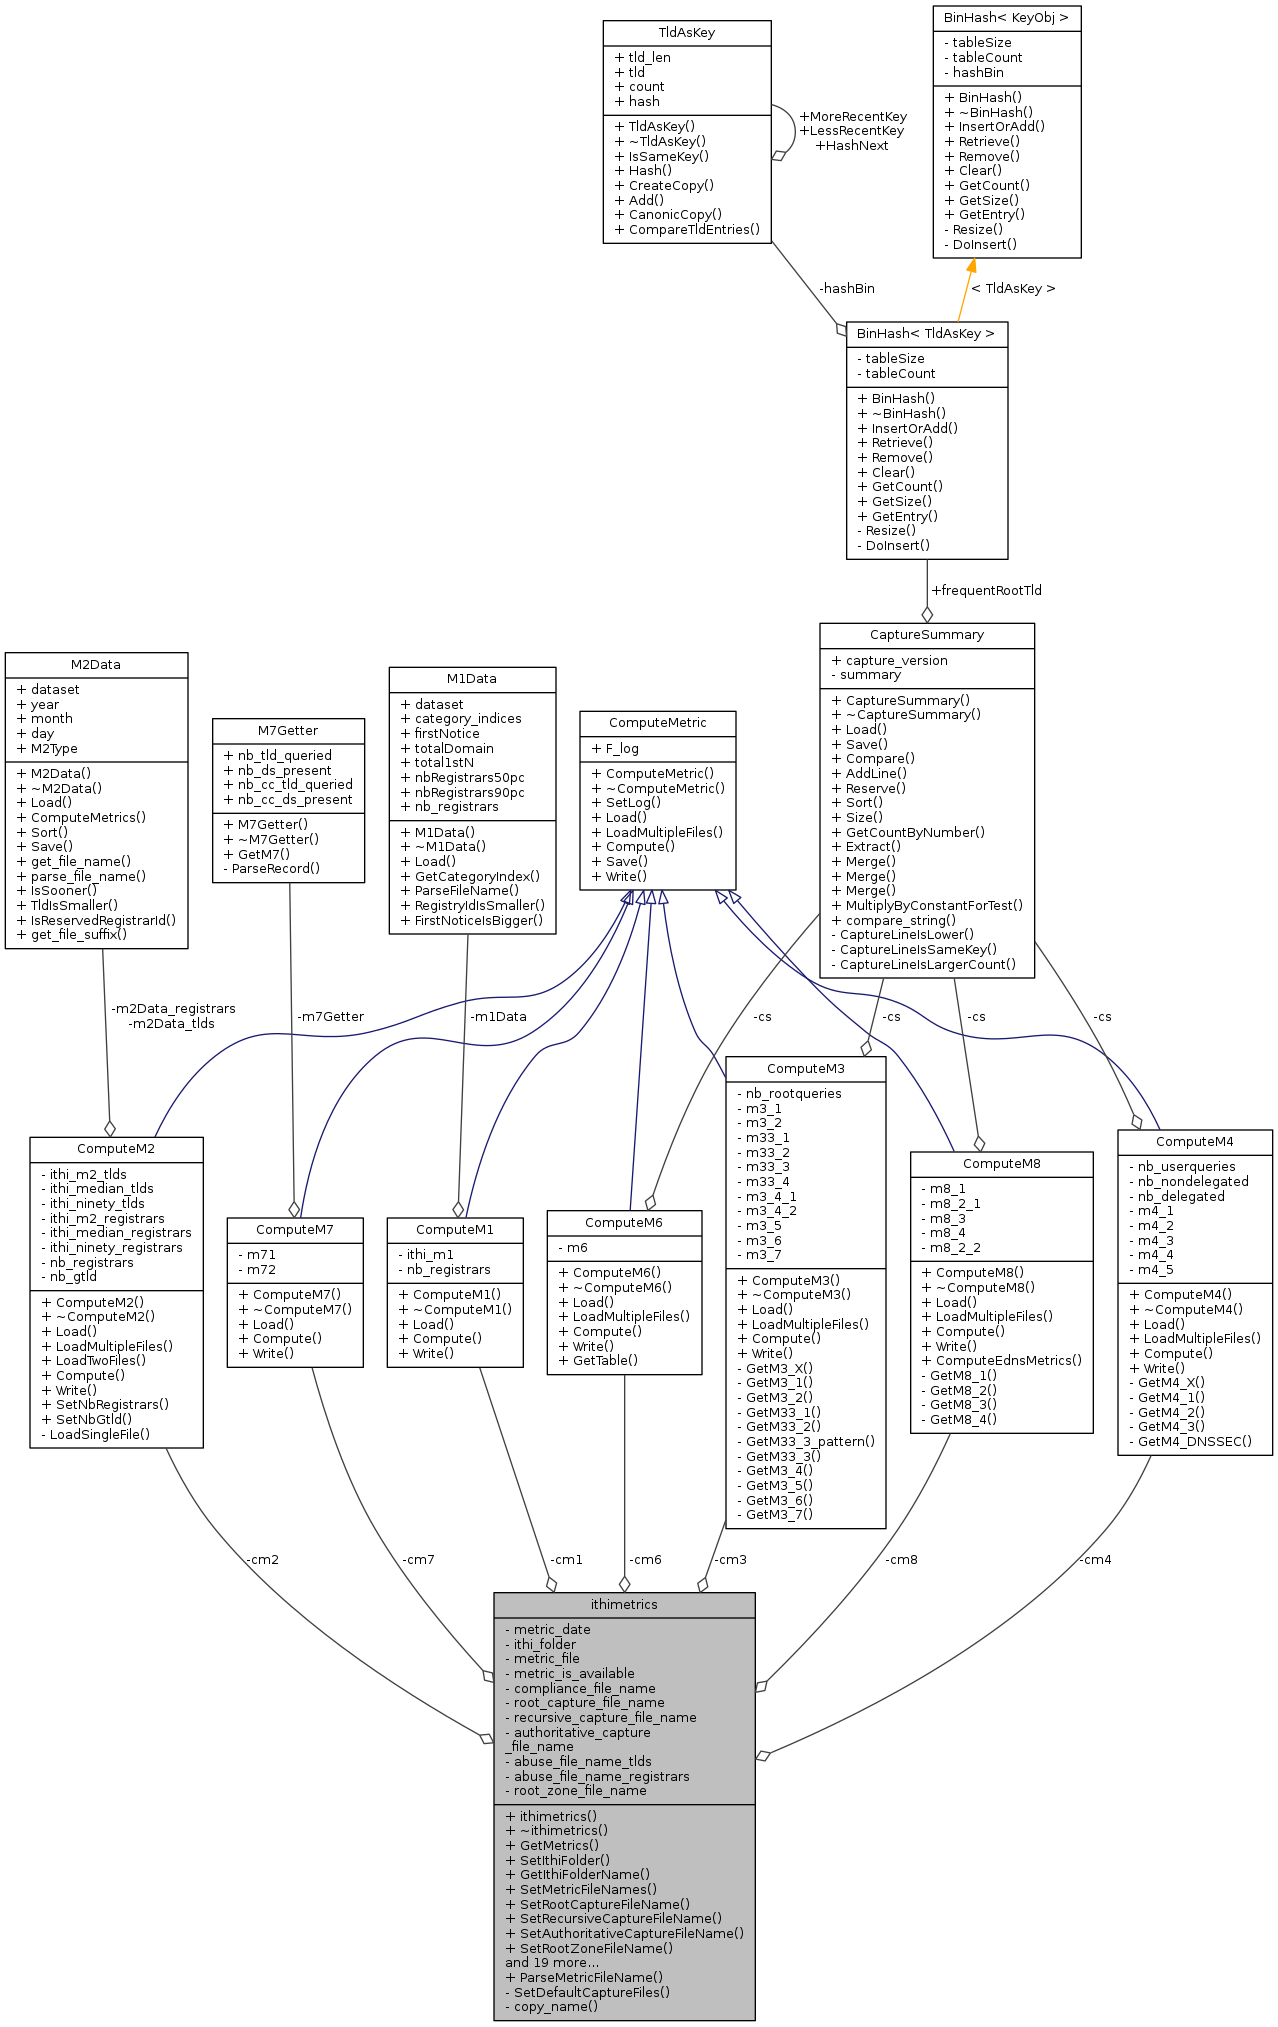 BinHash< KeyObj >
- tableSize
- tableCount
- hashBin
+ BinHash()
+ ~BinHash()
+ InsertOrAdd()
+ Retrieve()
+ Remove()
+ Clear()
+ GetCount()
+ GetSize()
+ GetEntry()
- Resize()
- DoInsert()
TldAsKey
+ tld_len
+ tld
+ count
+ hash
+ TldAsKey()
+ ~TldAsKey()
+ IsSameKey()
+ Hash()
+ CreateCopy()
+ Add()
+ CanonicCopy()
+ CompareTldEntries()
+MoreRecentKey
+LessRecentKey
+HashNext
-hashBin
< TldAsKey >
BinHash< TldAsKey >
- tableSize
- tableCount
+ BinHash()
+ ~BinHash()
+ InsertOrAdd()
+ Retrieve()
+ Remove()
+ Clear()
+ GetCount()
+ GetSize()
+ GetEntry()
- Resize()
- DoInsert()
+frequentRootTld
CaptureSummary
+ capture_version
- summary
+ CaptureSummary()
+ ~CaptureSummary()
+ Load()
+ Save()
+ Compare()
+ AddLine()
+ Reserve()
+ Sort()
+ Size()
+ GetCountByNumber()
+ Extract()
+ Merge()
+ Merge()
+ Merge()
+ MultiplyByConstantForTest()
+ compare_string()
- CaptureLineIsLower()
- CaptureLineIsSameKey()
- CaptureLineIsLargerCount()
M2Data
+ dataset
+ year
+ month
+ day
+ M2Type
+ M2Data()
+ ~M2Data()
+ Load()
+ ComputeMetrics()
+ Sort()
+ Save()
+ get_file_name()
+ parse_file_name()
+ IsSooner()
+ TldIsSmaller()
+ IsReservedRegistrarId()
+ get_file_suffix()
M7Getter
+ nb_tld_queried
+ nb_ds_present
+ nb_cc_tld_queried
+ nb_cc_ds_present
+ M7Getter()
+ ~M7Getter()
+ GetM7()
- ParseRecord()
M1Data
+ dataset
+ category_indices
+ firstNotice
+ totalDomain
+ total1stN
+ nbRegistrars50pc
+ nbRegistrars90pc
+ nb_registrars
+ M1Data()
+ ~M1Data()
+ Load()
+ GetCategoryIndex()
+ ParseFileName()
+ RegistryIdIsSmaller()
+ FirstNoticeIsBigger()
ComputeMetric
+ F_log
+ ComputeMetric()
+ ~ComputeMetric()
+ SetLog()
+ Load()
+ LoadMultipleFiles()
+ Compute()
+ Save()
+ Write()
-m2Data_registrars
-m2Data_tlds
-m7Getter
-m1Data
-cs
-cs
-cs
-cs
ComputeM2
- ithi_m2_tlds
- ithi_median_tlds
- ithi_ninety_tlds
- ithi_m2_registrars
- ithi_median_registrars
- ithi_ninety_registrars
- nb_registrars
- nb_gtld
+ ComputeM2()
+ ~ComputeM2()
+ Load()
+ LoadMultipleFiles()
+ LoadTwoFiles()
+ Compute()
+ Write()
+ SetNbRegistrars()
+ SetNbGtld()
- LoadSingleFile()
ComputeM7
- m71
- m72
+ ComputeM7()
+ ~ComputeM7()
+ Load()
+ Compute()
+ Write()
ComputeM1
- ithi_m1
- nb_registrars
+ ComputeM1()
+ ~ComputeM1()
+ Load()
+ Compute()
+ Write()
ComputeM6
- m6
+ ComputeM6()
+ ~ComputeM6()
+ Load()
+ LoadMultipleFiles()
+ Compute()
+ Write()
+ GetTable()
ComputeM3
- nb_rootqueries
- m3_1
- m3_2
- m33_1
- m33_2
- m33_3
- m33_4
- m3_4_1
- m3_4_2
- m3_5
- m3_6
- m3_7
+ ComputeM3()
+ ~ComputeM3()
+ Load()
+ LoadMultipleFiles()
+ Compute()
+ Write()
- GetM3_X()
- GetM3_1()
- GetM3_2()
- GetM33_1()
- GetM33_2()
- GetM33_3_pattern()
- GetM33_3()
- GetM3_4()
- GetM3_5()
- GetM3_6()
- GetM3_7()
ComputeM8
- m8_1
- m8_2_1
- m8_3
- m8_4
- m8_2_2
+ ComputeM8()
+ ~ComputeM8()
+ Load()
+ LoadMultipleFiles()
+ Compute()
+ Write()
+ ComputeEdnsMetrics()
- GetM8_1()
- GetM8_2()
- GetM8_3()
- GetM8_4()
ComputeM4
- nb_userqueries
- nb_nondelegated
- nb_delegated
- m4_1
- m4_2
- m4_3
- m4_4
- m4_5
+ ComputeM4()
+ ~ComputeM4()
+ Load()
+ LoadMultipleFiles()
+ Compute()
+ Write()
- GetM4_X()
- GetM4_1()
- GetM4_2()
- GetM4_3()
- GetM4_DNSSEC()
-cm2
-cm7
-cm1
-cm6
-cm3
-cm8
-cm4
ithimetrics
- metric_date
- ithi_folder
- metric_file
- metric_is_available
- compliance_file_name
- root_capture_file_name
- recursive_capture_file_name
- authoritative_capture
_file_name
- abuse_file_name_tlds
- abuse_file_name_registrars
- root_zone_file_name
+ ithimetrics()
+ ~ithimetrics()
+ GetMetrics()
+ SetIthiFolder()
+ GetIthiFolderName()
+ SetMetricFileNames()
+ SetRootCaptureFileName()
+ SetRecursiveCaptureFileName()
+ SetAuthoritativeCaptureFileName()
+ SetRootZoneFileName()
and 19 more...
+ ParseMetricFileName()
- SetDefaultCaptureFiles()
- copy_name()